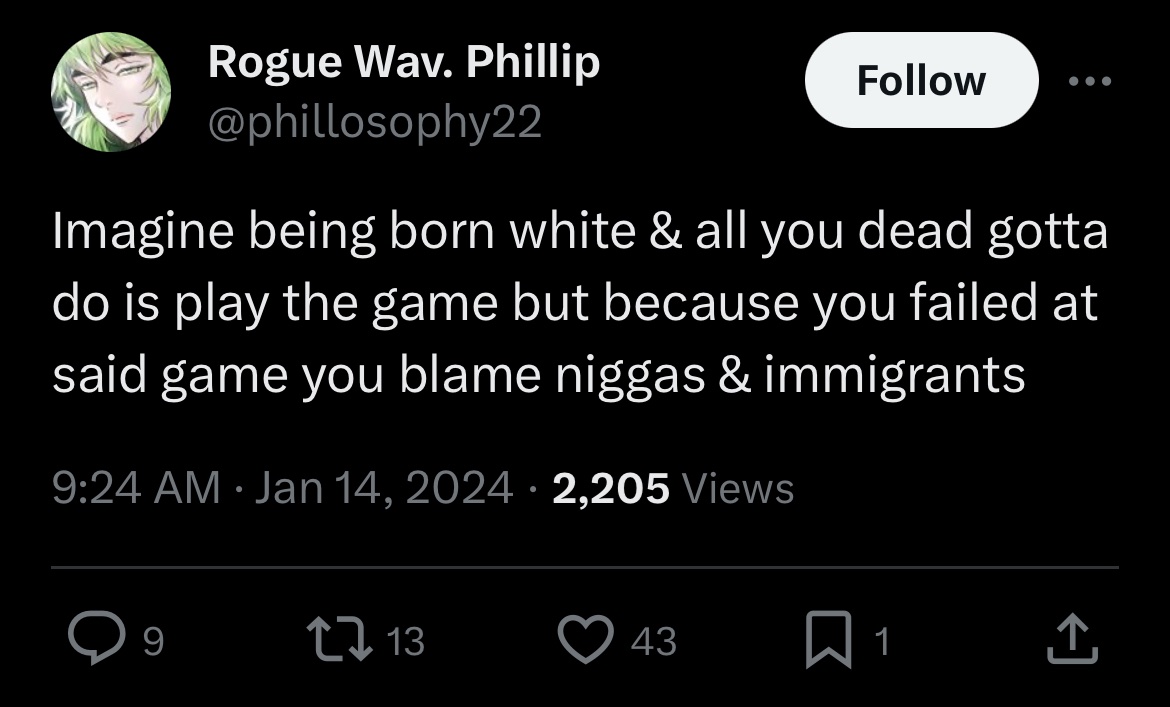 Rogue Wav. Phillip
Follow
@phillosophy22
Imagine being born white & all you dead gotta
do is play the game but because you failed at
said game you blame niggas & immigrants
9:24 AM · Jan 14, 2024 · 2,205 Views
9 13 43 1